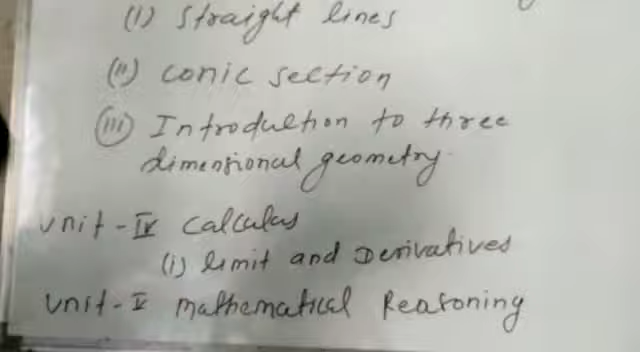 (i) Straight lines
(ii) conic section
(iii) Introduction to three
dimensional geometry.
Unit-IV Calculus
(i) limit and Derivatives
Unit-V mathematical Reasoning